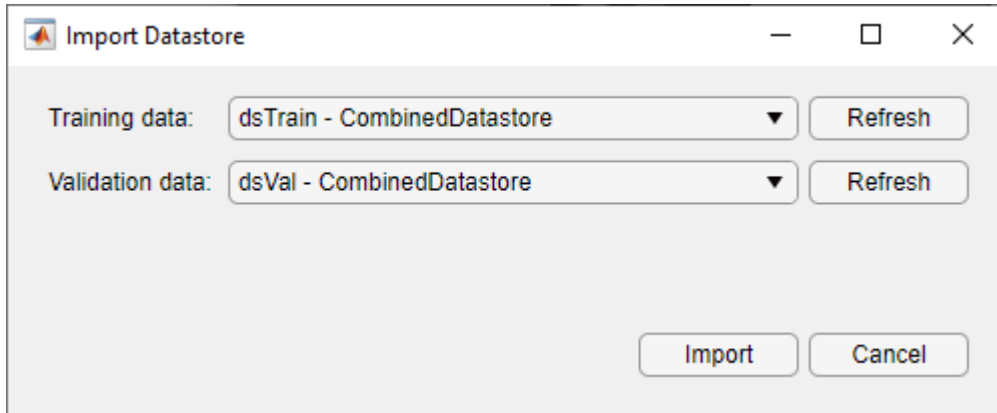 Import Datastore
Training data: dsTrain - CombinedDatastore Refresh
Validation data: dsVal - CombinedDatastore Refresh
Import Cancel